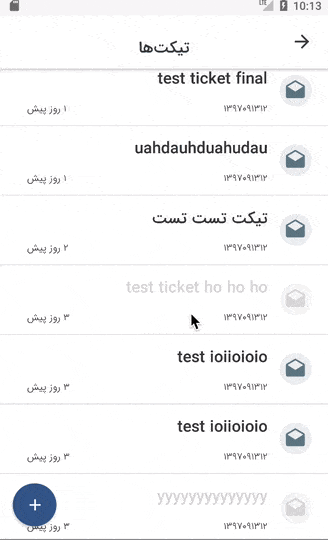 LTE 10:13
تیکت‌ها
test ticket final
۱۳۹۷۰۹۱۳۱۲
۱ روز پیش
uahdauhduahudau
۱۳۹۷۰۹۱۳۱۲
۱ روز پیش
تیکت تست تست
۱۳۹۷۰۹۱۳۱۲
۲ روز پیش
test ticket ho ho ho
۱۳۹۷۰۹۱۳۱۲
۳ روز پیش
test ioiioioio
۱۳۹۷۰۹۱۳۱۲
۳ روز پیش
test ioiioioio
۱۳۹۷۰۹۱۳۱۲
۳ روز پیش
yyyyyyyyyyyyyy
۱۳۹۷۰۹۱۳۱۲
۳ روز پیش